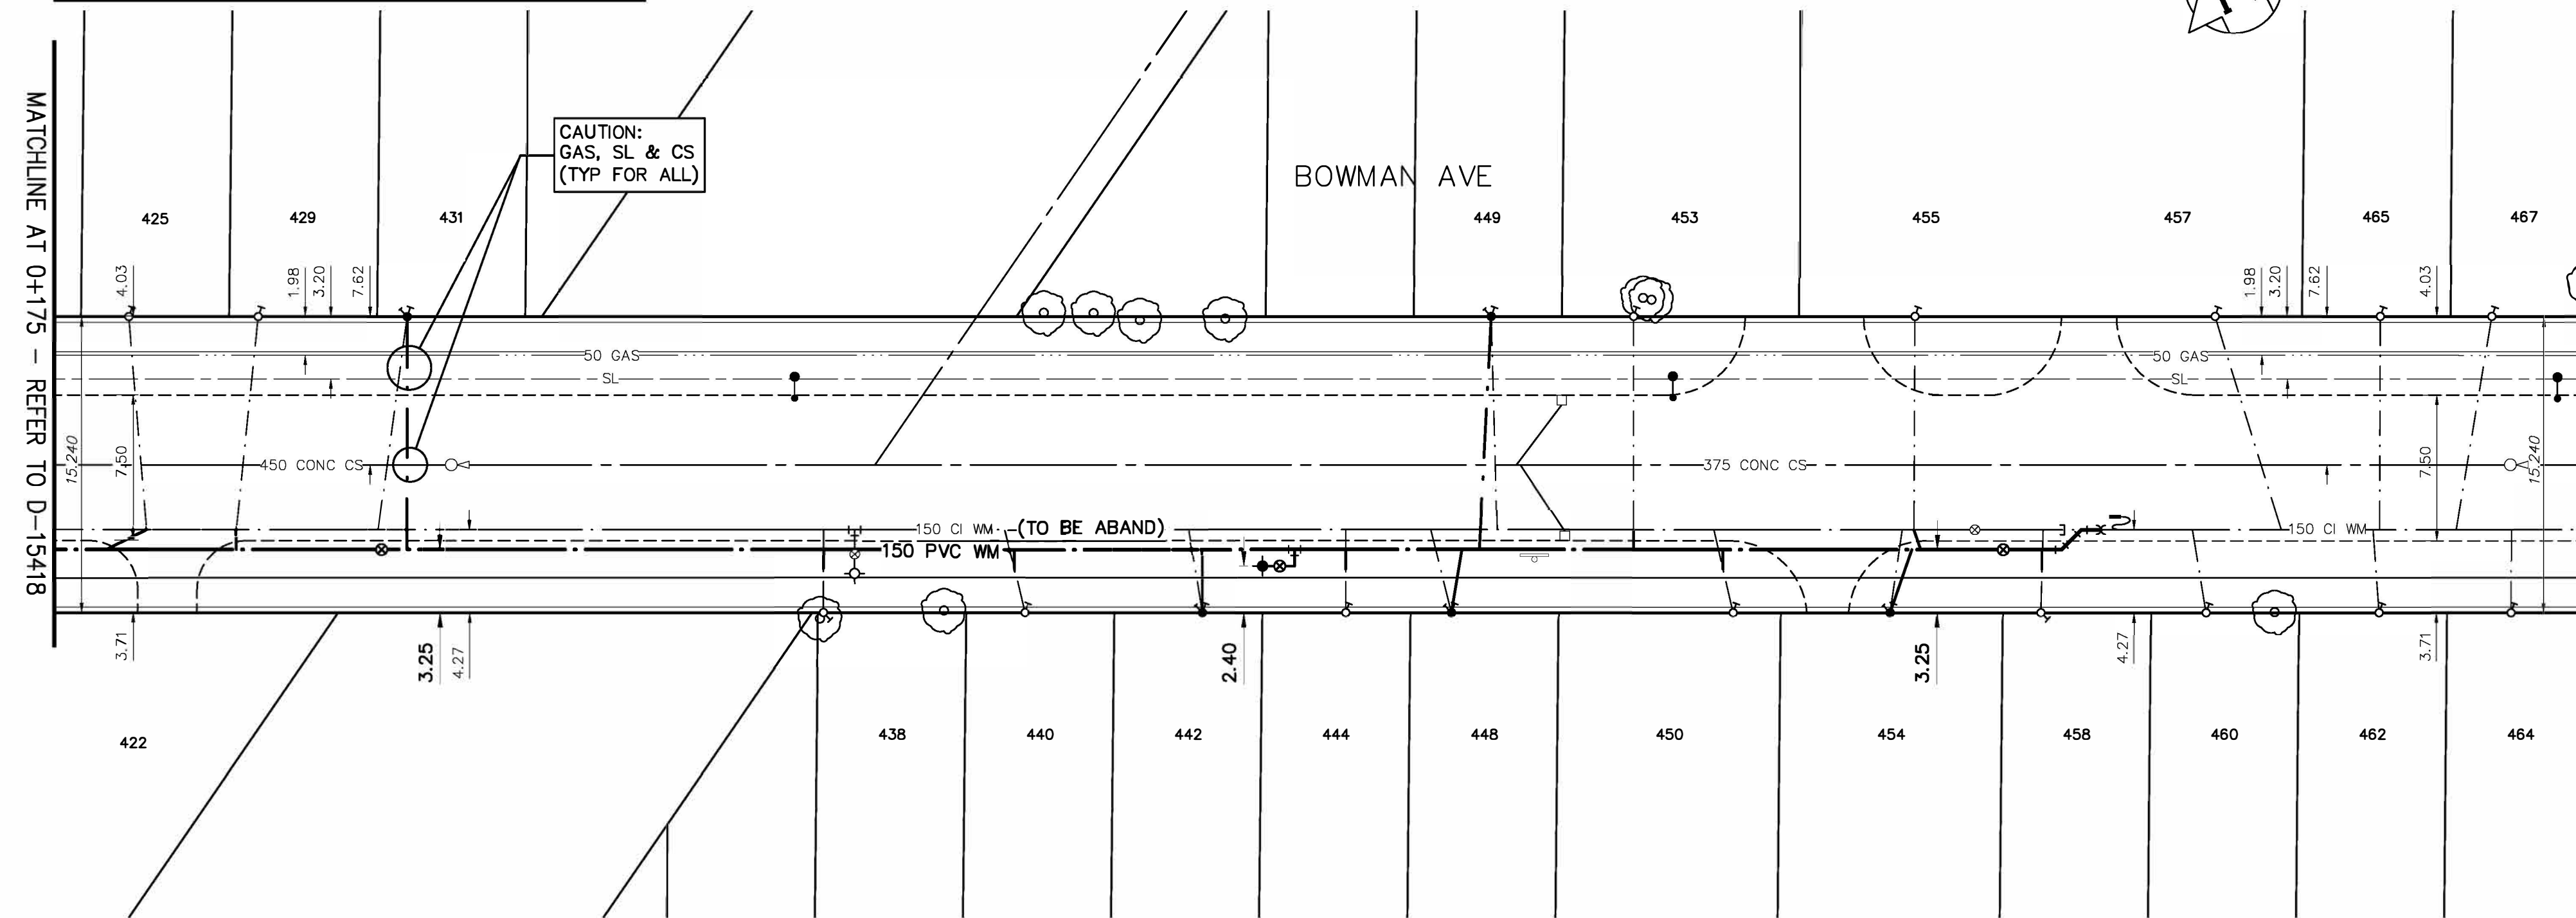 MATCHLINE AT 0+175 – REFER TO D–15418
CAUTION:
GAS, SL & CS
(TYP FOR ALL)
BOWMAN AVE
425
429
431
449
453
455
457
465
467
4.03
1.98
3.20
7.62
1.98
3.20
7.62
4.03
50 GAS
50 GAS
SL
SL
15.240
7.50
450 CONC CS
375 CONC CS
7.50
15.240
150 CI WM
(TO BE ABAND)
150 CI WM
150 PVC WM
3.71
3.25
4.27
2.40
3.25
4.27
3.71
422
438
440
442
444
448
450
454
458
460
462
464